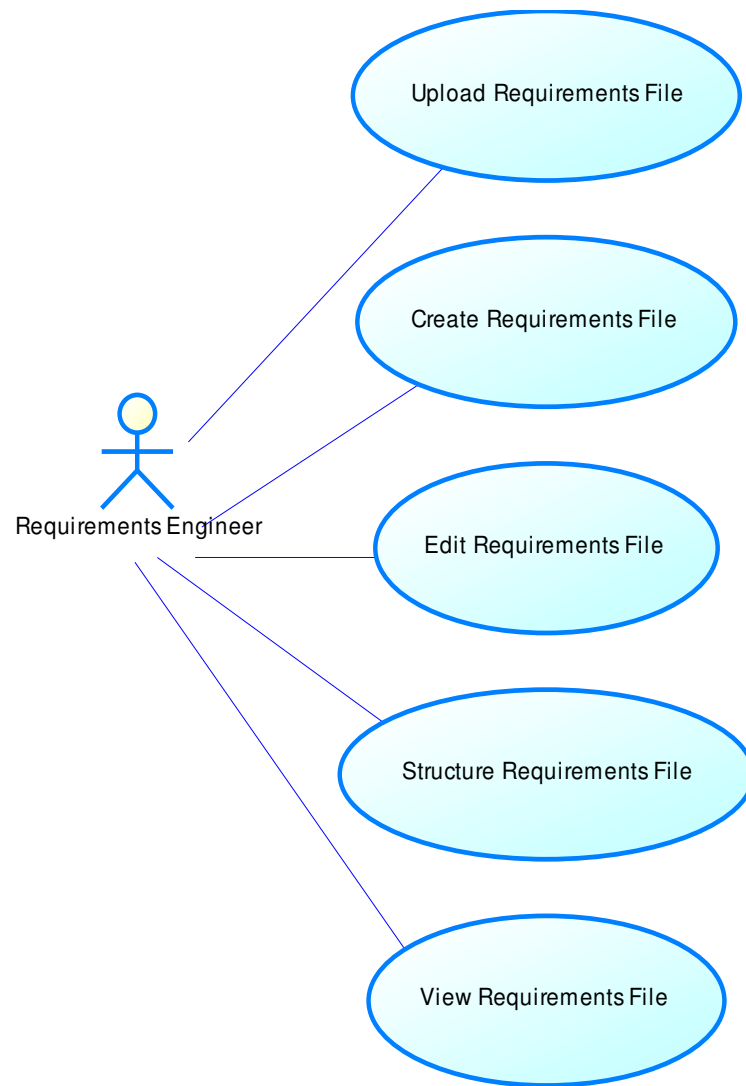 Upload Requirements File
Create Requirements File
Requirements Engineer
Edit Requirements File
Structure Requirements File
View Requirements File